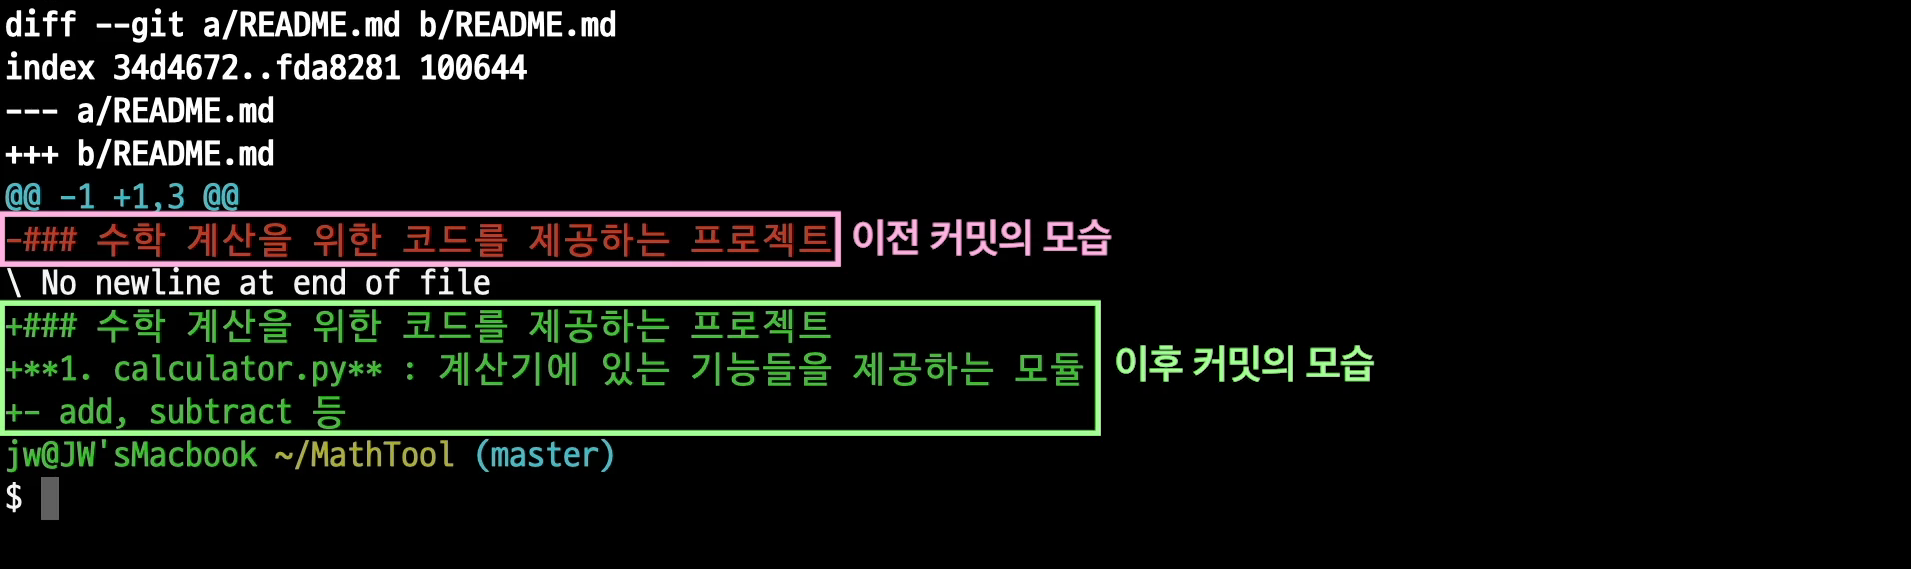 diff --git a/README.md b/README.md
index 34d4672..fda8281 100644
--- a/README.md
+++ b/README.md
@@ -1 +1,3 @@
-### 수학 계산을 위한 코드를 제공하는 프로젝트 이전 커밋의 모습
\ No newline at end of file
+### 수학 계산을 위한 코드를 제공하는 프로젝트
+**1. calculator.py** : 계산기에 있는 기능들을 제공하는 모듈 이후 커밋의 모습
+- add, subtract 등
jw@JW'sMacbook ~/MathTool (master)
$